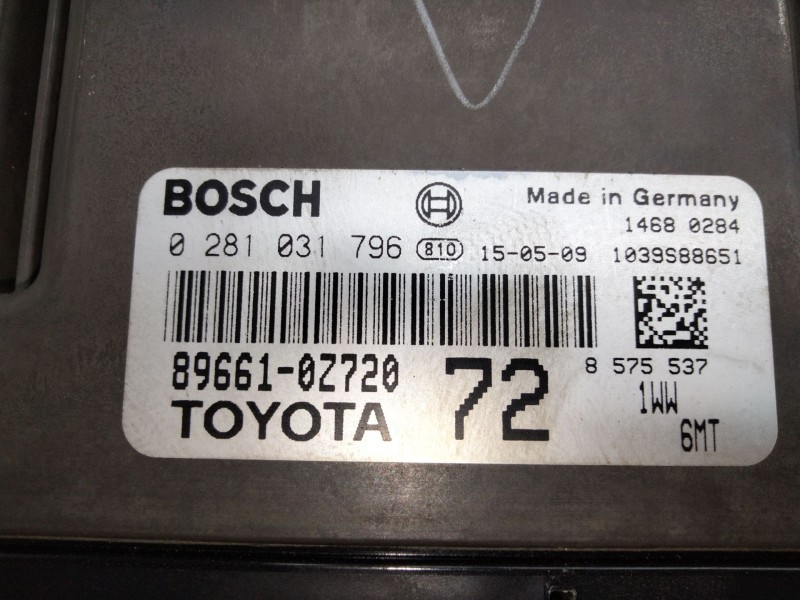 BOSCH
Made in Germany
1468 0284
0 281 031 796 810 15-05-09 1039S88651
89661-0Z720
72
8 575 537
TOYOTA
1WW
6MT